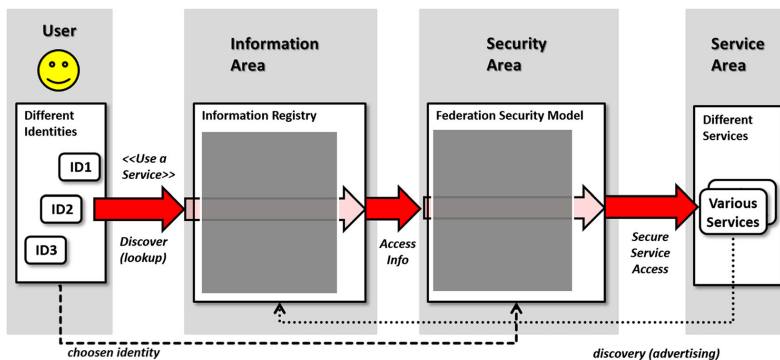 User
Information
Area
Security
Area
Service
Area
Different
Identities
ID1
ID2
ID3
<<Use a
Service>>
Discover
(lookup)
Information Registry
Access
Info
Federation Security Model
Secure
Service
Access
Different
Services
Various
Services
choosen identity
discovery (advertising)